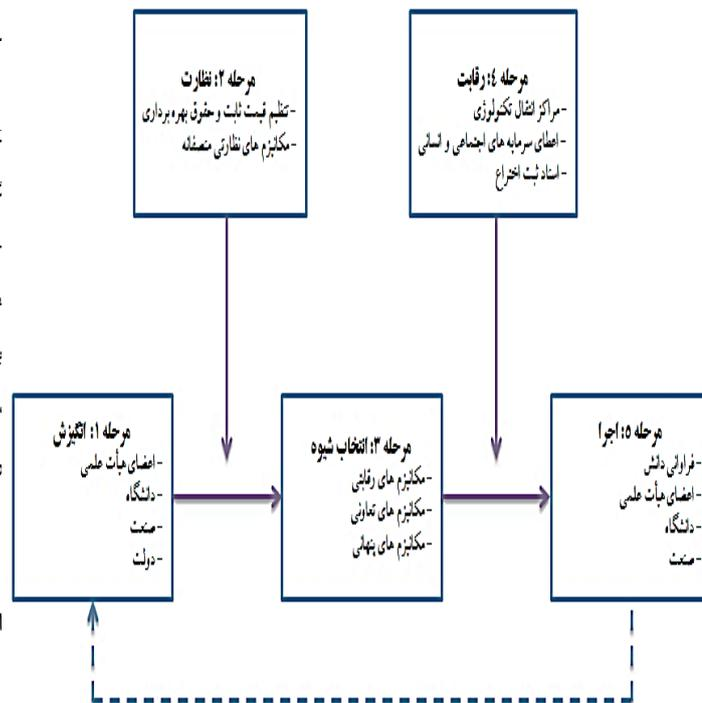 مرحله ۲: نظارت
- تنظیم قیمت ثابت و حقوق بهره برداری
- مکانیزم های نظارتی منصفانه
مرحله ۴: رقابت
- مراکز انتقال تکنولوژی
- اعطای سرمایه های اجتماعی و انسانی
- اسناد ثبت اختراع
مرحله ۱: انگیزش
- اعضای هیأت علمی
- دانشگاه
- صنعت
- دولت
مرحله ۳: انتخاب شیوه
- مکانیزم های رقابتی
- مکانیزم های تعاونی
- مکانیزم های پنهانی
مرحله ۵: اجرا
- فراوانی دانش
- اعضای هیأت علمی
- دانشگاه
- صنعت